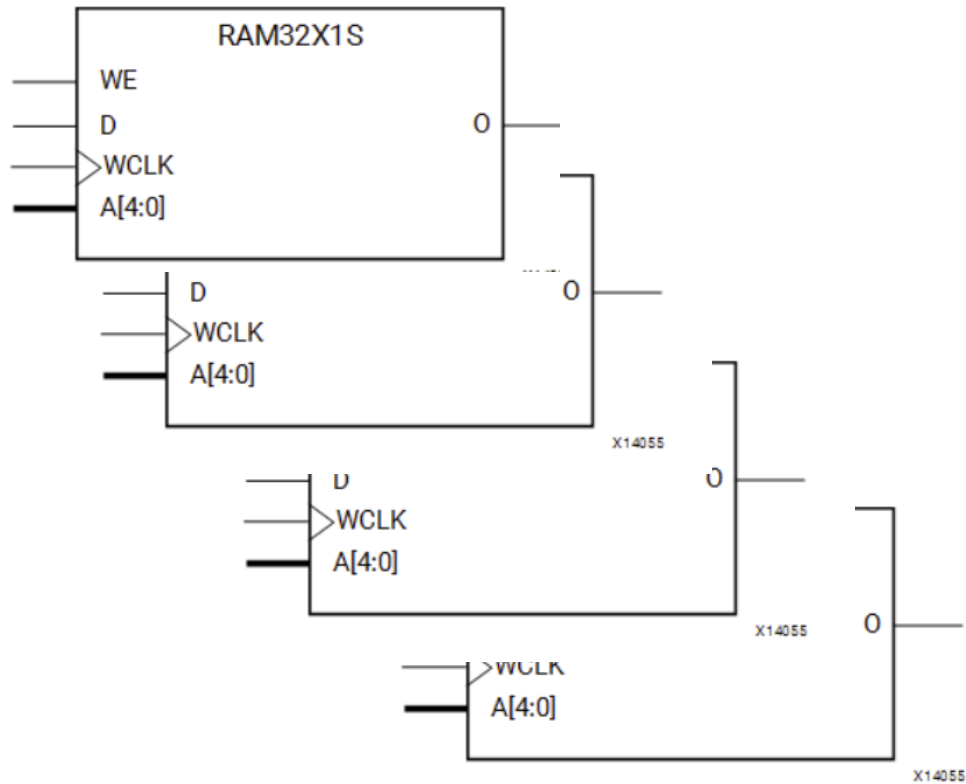 RAM32X1S
WE
D O
WCLK
A[4:0]
D O
WCLK
A[4:0]
X14055
D O
WCLK
A[4:0]
X14055 O
WCLK
A[4:0]
X14055